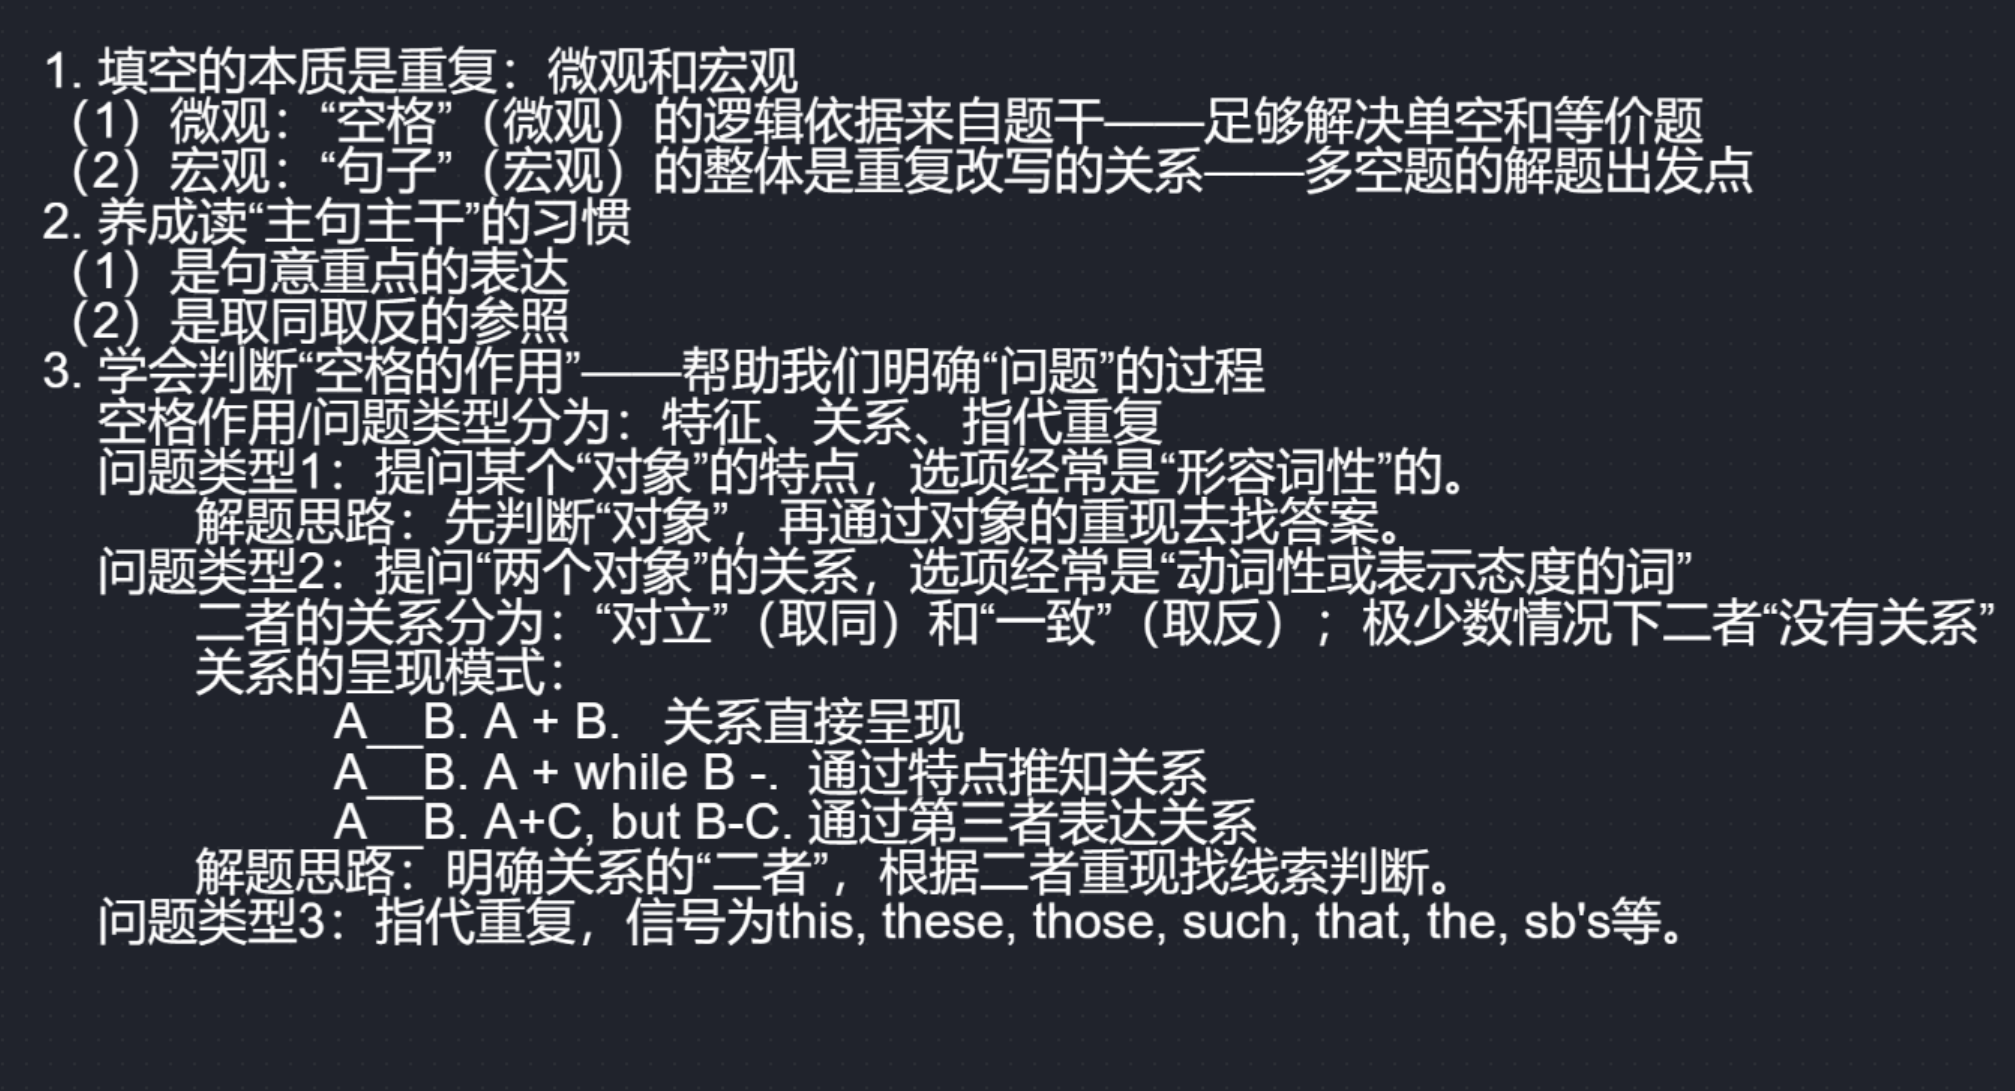 1. 填空的本质是重复：微观和宏观
（1）微观：“空格”（微观）的逻辑依据来自题干——足够解决单空和等价题
（2）宏观：“句子”（宏观）的整体是重复改写的关系——多空题的解题出发点
2. 养成读“主句主干”的习惯
（1）是句意重点的表达
（2）是取同取反的参照
3. 学会判断“空格的作用”——帮助我们明确“问题”的过程
空格作用/问题类型分为：特征、关系、指代重复
问题类型1：提问某个“对象”的特点，选项经常是“形容词性”的。
解题思路：先判断“对象”，再通过对象的重现去找答案。
问题类型2：提问“两个对象”的关系，选项经常是“动词性或表示态度的词”
二者的关系分为：“对立”（取同）和“一致”（取反）；极少数情况下二者“没有关系”
关系的呈现模式：
A__B. A + B. 关系直接呈现
A__B. A + while B -. 通过特点推知关系
A__B. A+C, but B-C. 通过第三者表达关系
解题思路：明确关系的“二者”，根据二者重现找线索判断。
问题类型3：指代重复，信号为this, these, those, such, that, the, sb's等。